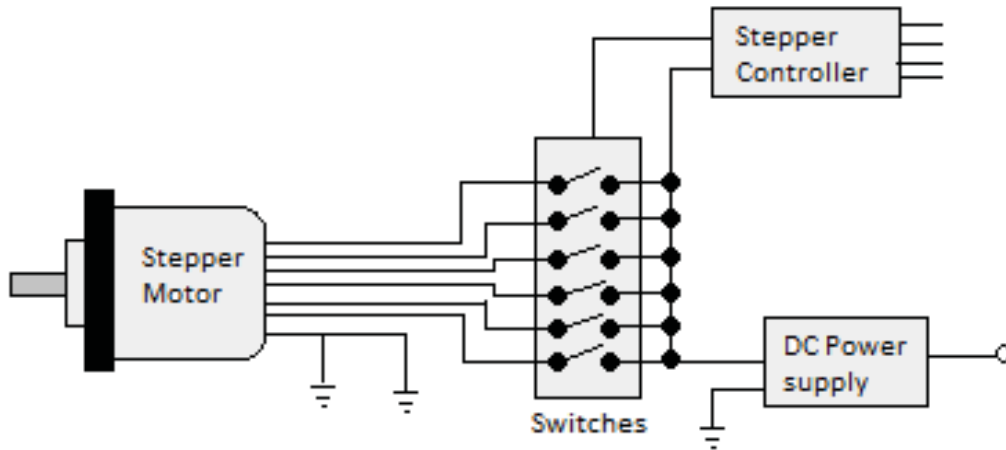 Stepper
Controller
Stepper
Motor
DC Power
supply
Switches